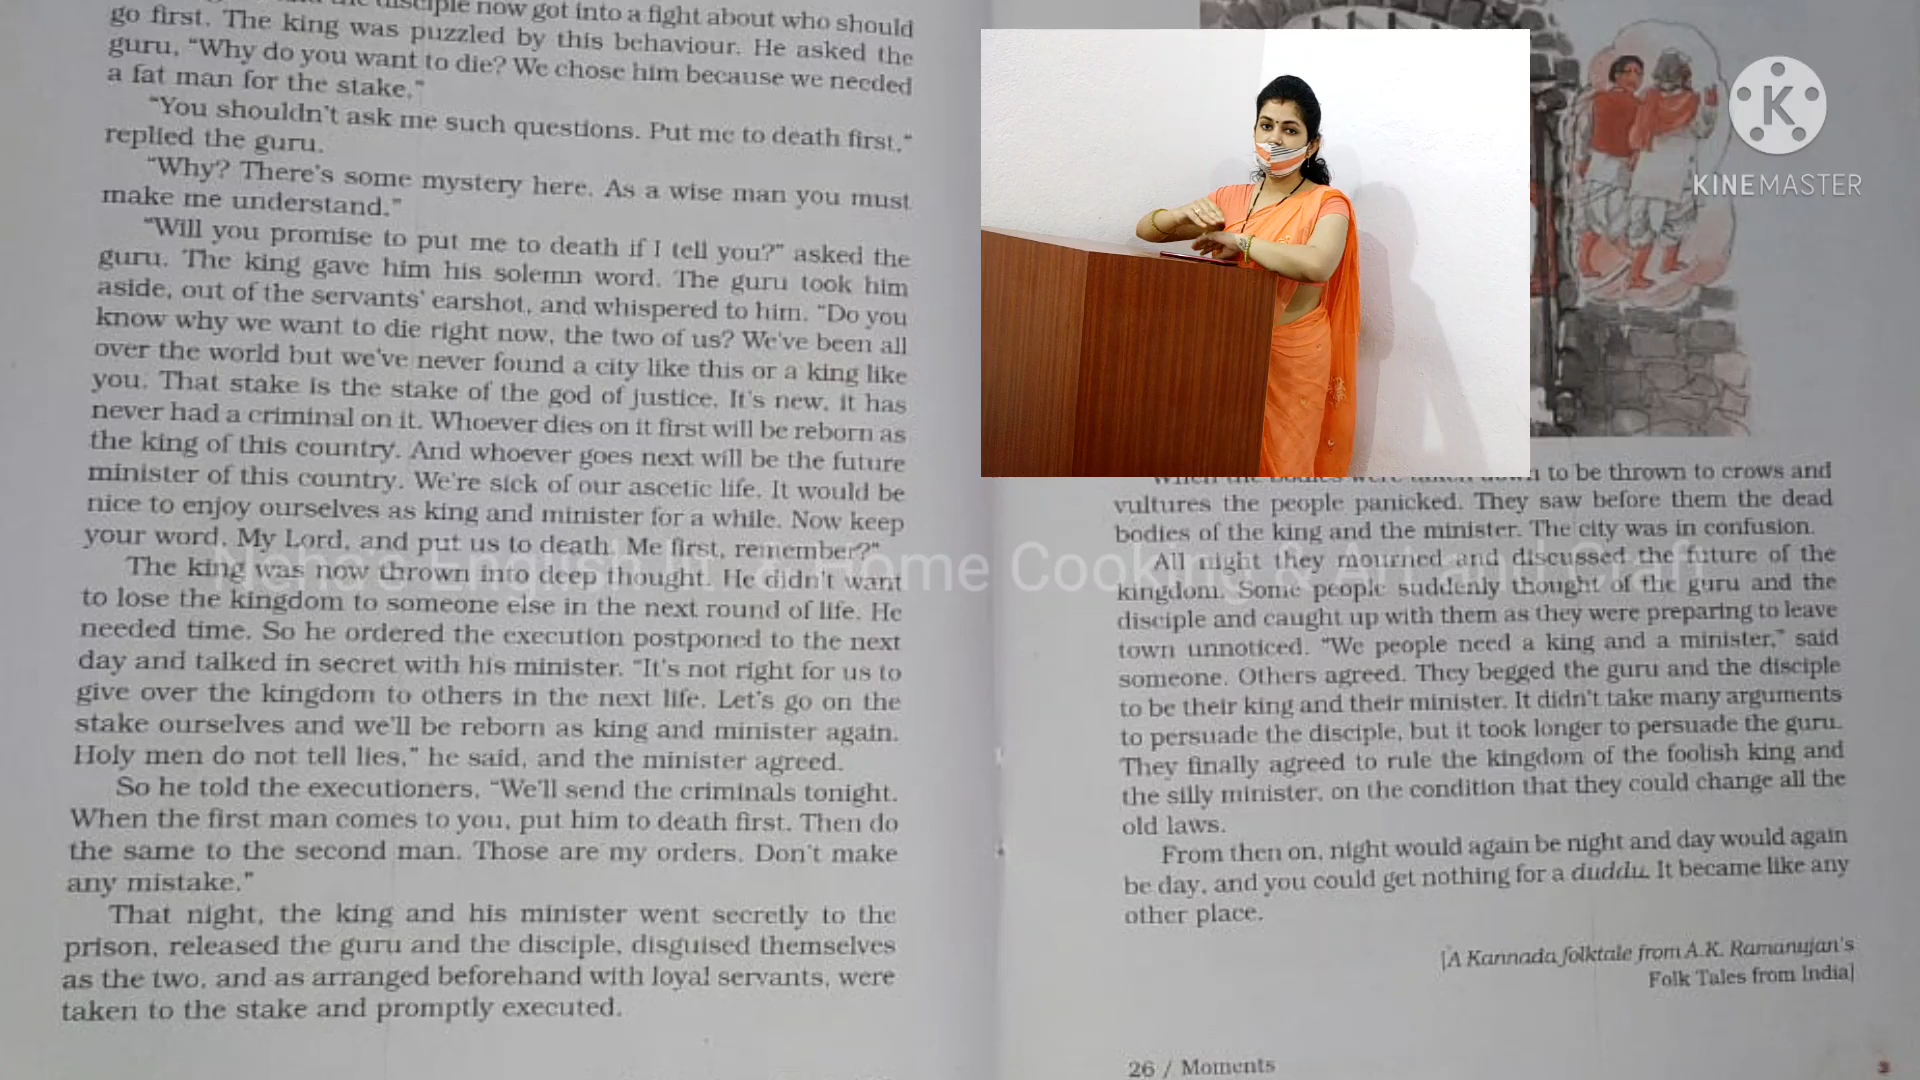 disciple now got into a fight about who should
go first. The king was puzzled by this behaviour. He asked the
guru, "Why do you want to die? We chose him because we needed
a fat man for the stake."
"You shouldn't ask me such questions. Put me to death first,"
replied the guru.
"Why? There's some mystery here. As a wise man you must
make me understand."
"Will you promise to put me to death if I tell you?" asked the
guru. The king gave him his solemn word. The guru took him
aside, out of the servants' earshot, and whispered to him. "Do you
know why we want to die right now, the two of us? We've been all
over the world but we've never found a city like this or a king like
you. That stake is the stake of the god of justice. It's new, it has
never had a criminal on it. Whoever dies on it first will be reborn as
the king of this country. And whoever goes next will be the future
minister of this country. We're sick of our ascetic life. It would be
nice to enjoy ourselves as king and minister for a while. Now keep
your word, My Lord, and put us to death. Me first, remember?"
The king was now thrown into deep thought. He didn't want
to lose the kingdom to someone else in the next round of life. He
needed time. So he ordered the execution postponed to the next
day and talked in secret with his minister. "It's not right for us to
give over the kingdom to others in the next life. Let's go on the
stake ourselves and we'll be reborn as king and minister again.
Holy men do not tell lies," he said, and the minister agreed.
So he told the executioners, "We'll send the criminals tonight.
When the first man comes to you, put him to death first. Then do
the same to the second man. Those are my orders. Don't make
any mistake."
That night, the king and his minister went secretly to the
prison, released the guru and the disciple, disguised themselves
as the two, and as arranged beforehand with loyal servants, were
taken to the stake and promptly executed.
KINEMASTER
to be thrown to crows and
vultures the people panicked. They saw before them the dead
bodies of the king and the minister. The city was in confusion.
All night they mourned and discussed the future of the
kingdom. Some people suddenly thought of the guru and the
disciple and caught up with them as they were preparing to leave
town unnoticed. "We people need a king and a minister," said
someone. Others agreed. They begged the guru and the disciple
to be their king and their minister. It didn't take many arguments
to persuade the disciple, but it took longer to persuade the guru.
They finally agreed to rule the kingdom of the foolish king and
the silly minister, on the condition that they could change all the
old laws.
From then on, night would again be night and day would again
be day, and you could get nothing for a duddu. It became like any
other place.
[A Kannada folktale from A.K. Ramanujan's
Folk Tales from India]
26 / Moments
English lit. & Home Cooking &